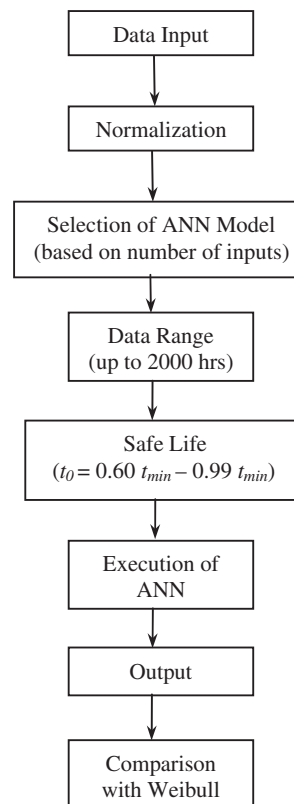 Data Input
Normalization
Selection of ANN Model
(based on number of inputs)
Data Range
(up to 2000 hrs)
Safe Life
(t0 = 0.60 tmin – 0.99 tmin)
Execution of
ANN
Output
Comparison
with Weibull